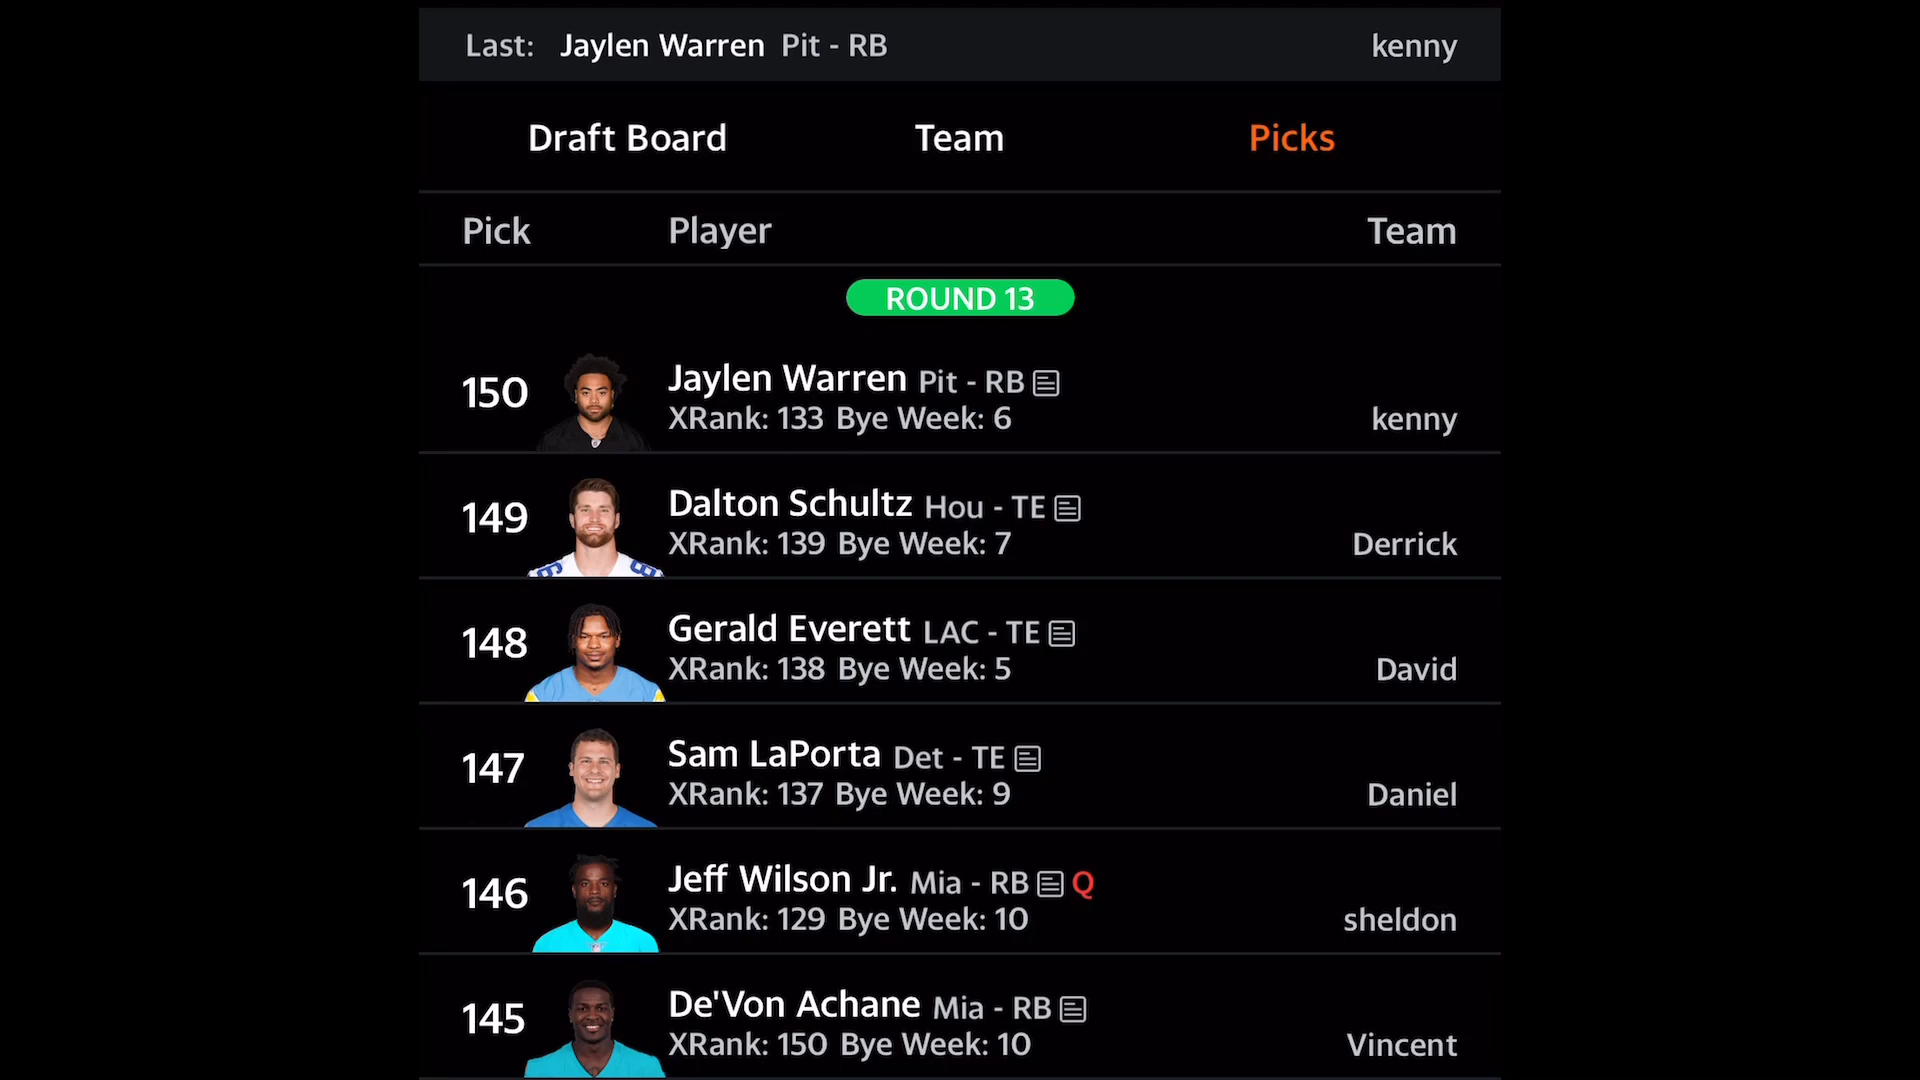 Last: Jaylen Warren Pit - RB kenny
Draft Board Team Picks
Pick Player Team
ROUND 13
150 Jaylen Warren Pit - RB
XRank: 133 Bye Week: 6 kenny
149 Dalton Schultz Hou - TE
XRank: 139 Bye Week: 7 Derrick
148 Gerald Everett LAC - TE
XRank: 138 Bye Week: 5 David
147 Sam LaPorta Det - TE
XRank: 137 Bye Week: 9 Daniel
146 Jeff Wilson Jr. Mia - RB Q
XRank: 129 Bye Week: 10 sheldon
145 De'Von Achane Mia - RB
XRank: 150 Bye Week: 10 Vincent